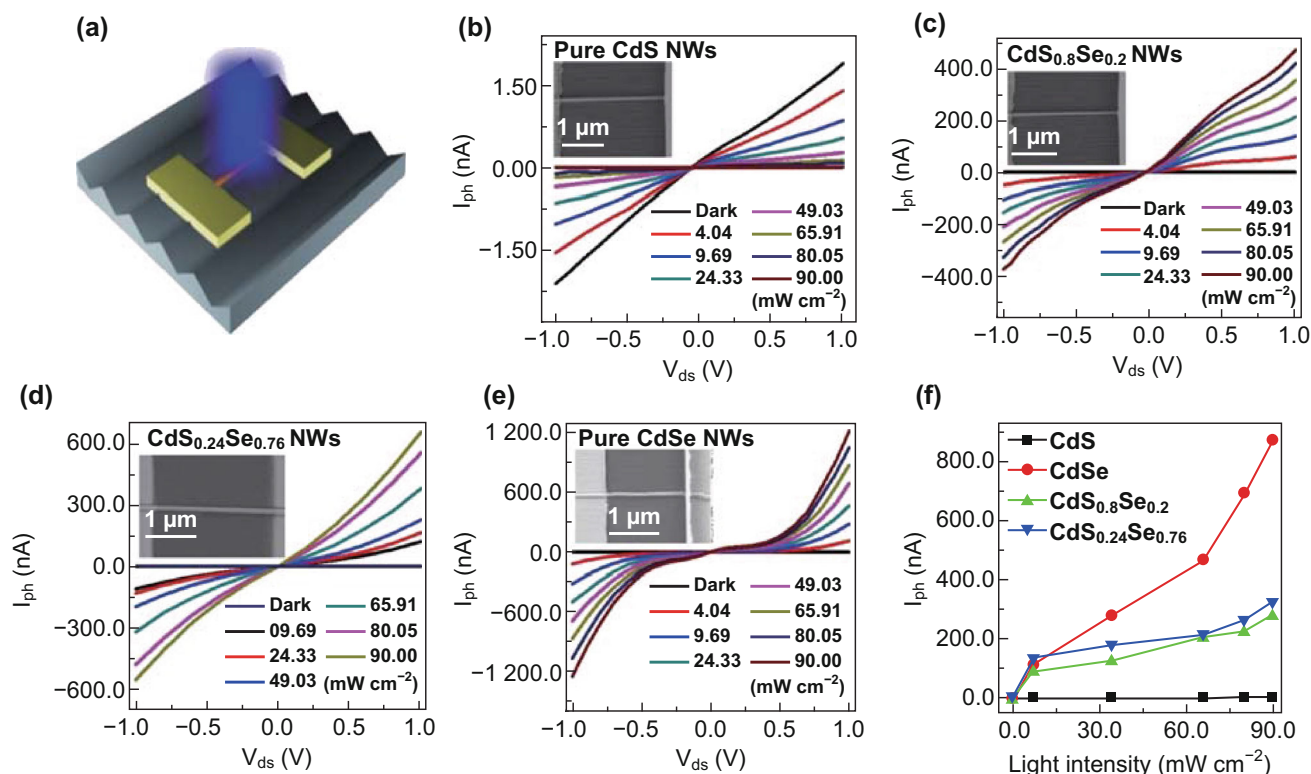 (a)
(b)
Pure CdS NWs
1 µm
1.50
0.00
−1.50
I_ph (nA)
Dark 49.03
4.04 65.91
9.69 80.05
24.33 90.00
(mW cm⁻²)
−1.0 −0.5 0.0 0.5 1.0
V_ds (V)
(c)
CdS₀.₈Se₀.₂ NWs
1 µm
400.0
200.0
0.0
−200.0
−400.0
I_ph (nA)
Dark 49.03
4.04 65.91
9.69 80.05
24.33 90.00
(mW cm⁻²)
−1.0 −0.5 0.0 0.5 1.0
V_ds (V)
(d)
CdS₀.₂₄Se₀.₇₆ NWs
1 µm
600.0
300.0
0.0
−300.0
−600.0
I_ph (nA)
Dark 65.91
09.69 80.05
24.33 90.00
49.03 (mW cm⁻²)
−1.0 −0.5 0.0 0.5 1.0
V_ds (V)
(e)
Pure CdSe NWs
1 µm
1 200.0
600.0
0.0
−600.0
−1 200.0
I_ph (nA)
Dark 49.03
4.04 65.91
9.69 80.05
24.33 90.00
(mW cm⁻²)
−1.0 −0.5 0.0 0.5 1.0
V_ds (V)
(f)
CdS
CdSe
CdS₀.₈Se₀.₂
CdS₀.₂₄Se₀.₇₆
800.0
600.0
400.0
200.0
0.0
I_ph (nA)
0.0 30.0 60.0 90.0
Light intensity (mW cm⁻²)